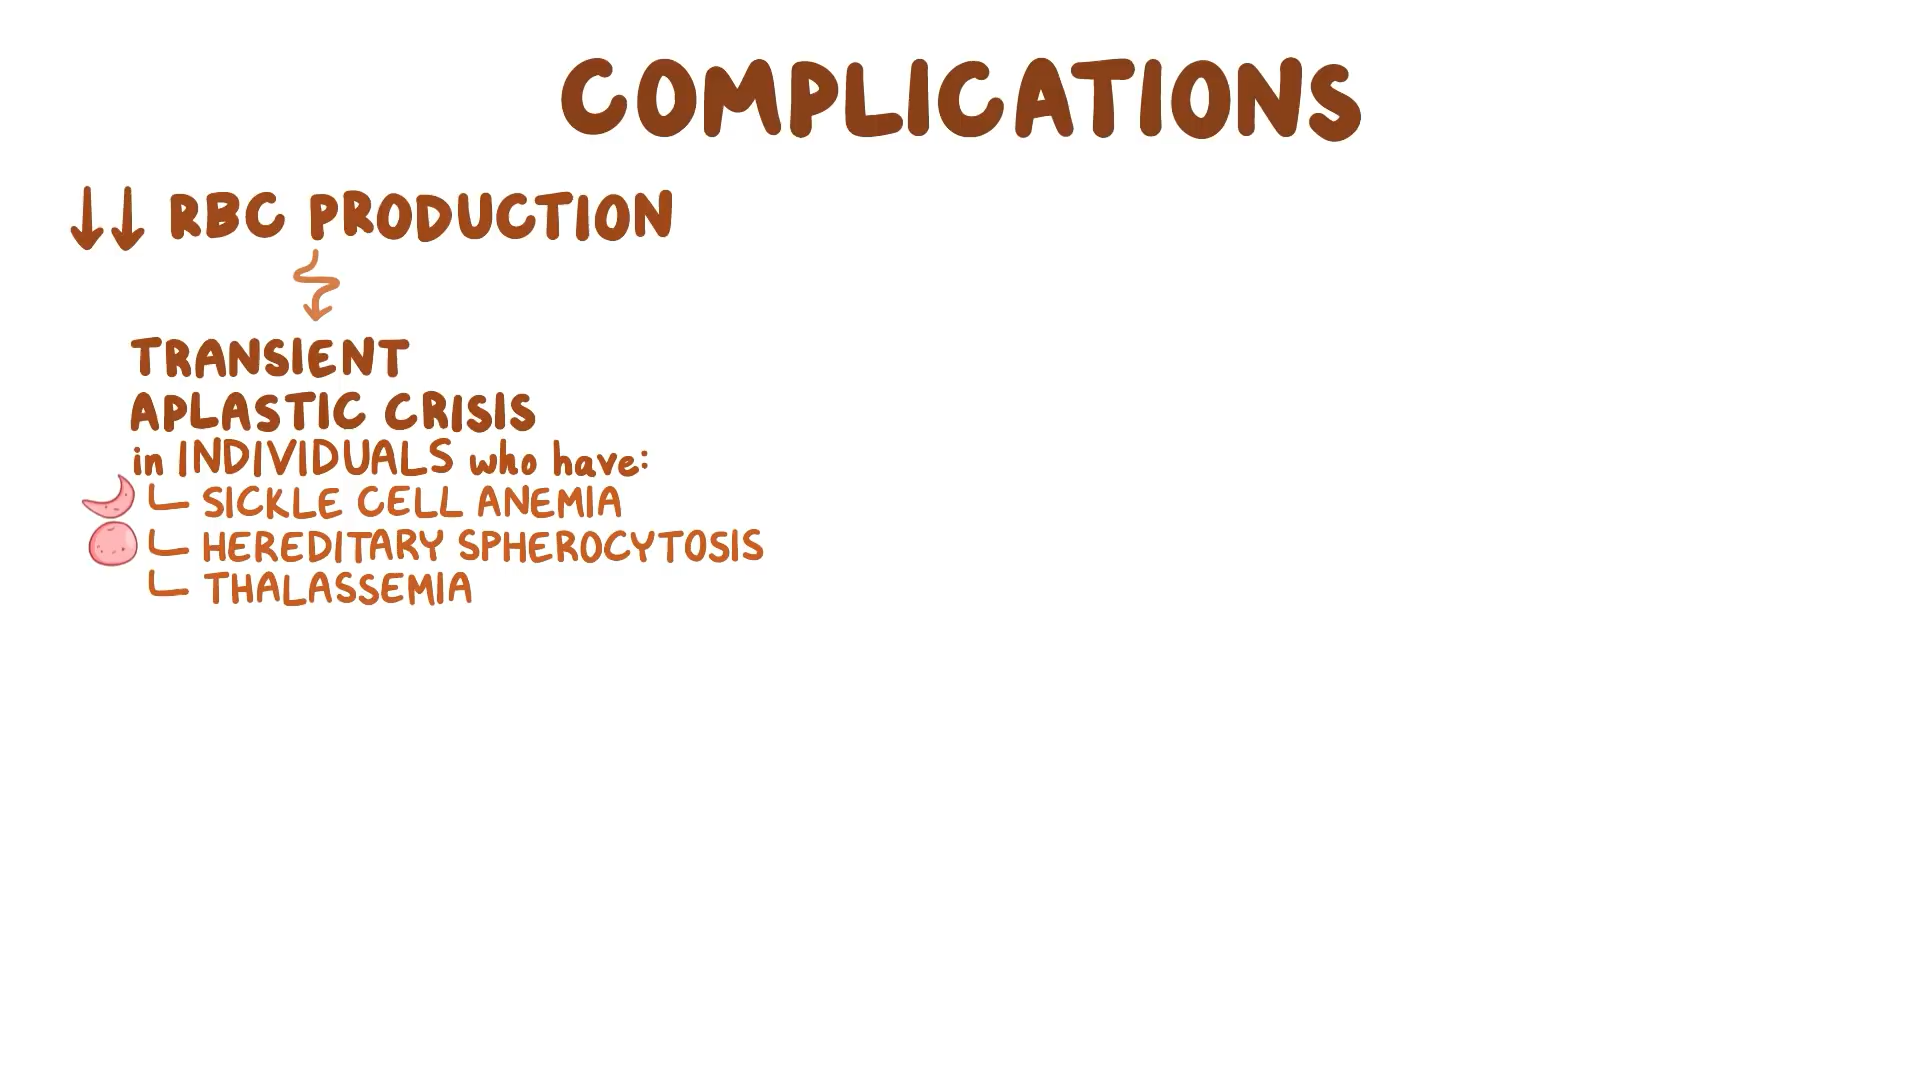 COMPLICATIONS
↓↓ RBC PRODUCTION
TRANSIENT
APLASTIC CRISIS
in INDIVIDUALS who have:
SICKLE CELL ANEMIA
HEREDITARY SPHEROCYTOSIS
THALASSEMIA